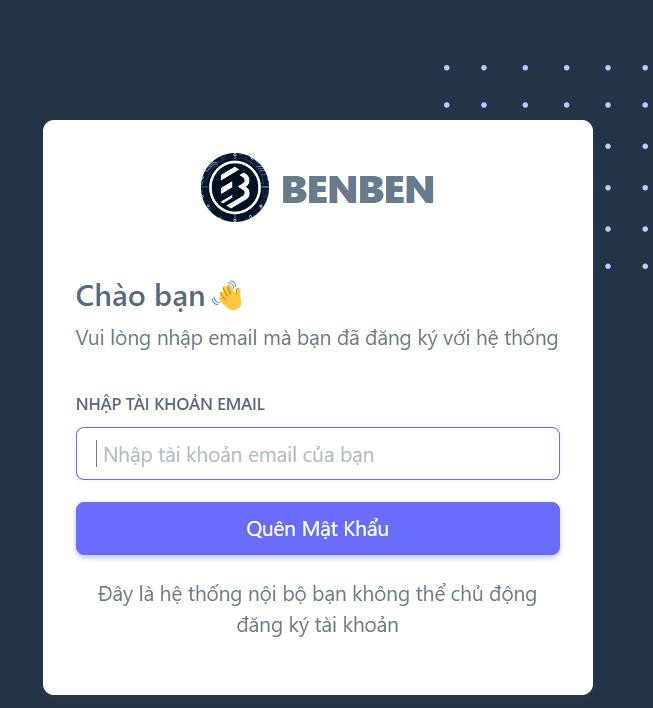 BENBEN
Chào bạn 👋
Vui lòng nhập email mà bạn đã đăng ký với hệ thống
NHẬP TÀI KHOẢN EMAIL
Nhập tài khoản email của bạn
Quên Mật Khẩu
Đây là hệ thống nội bộ bạn không thể chủ động
đăng ký tài khoản